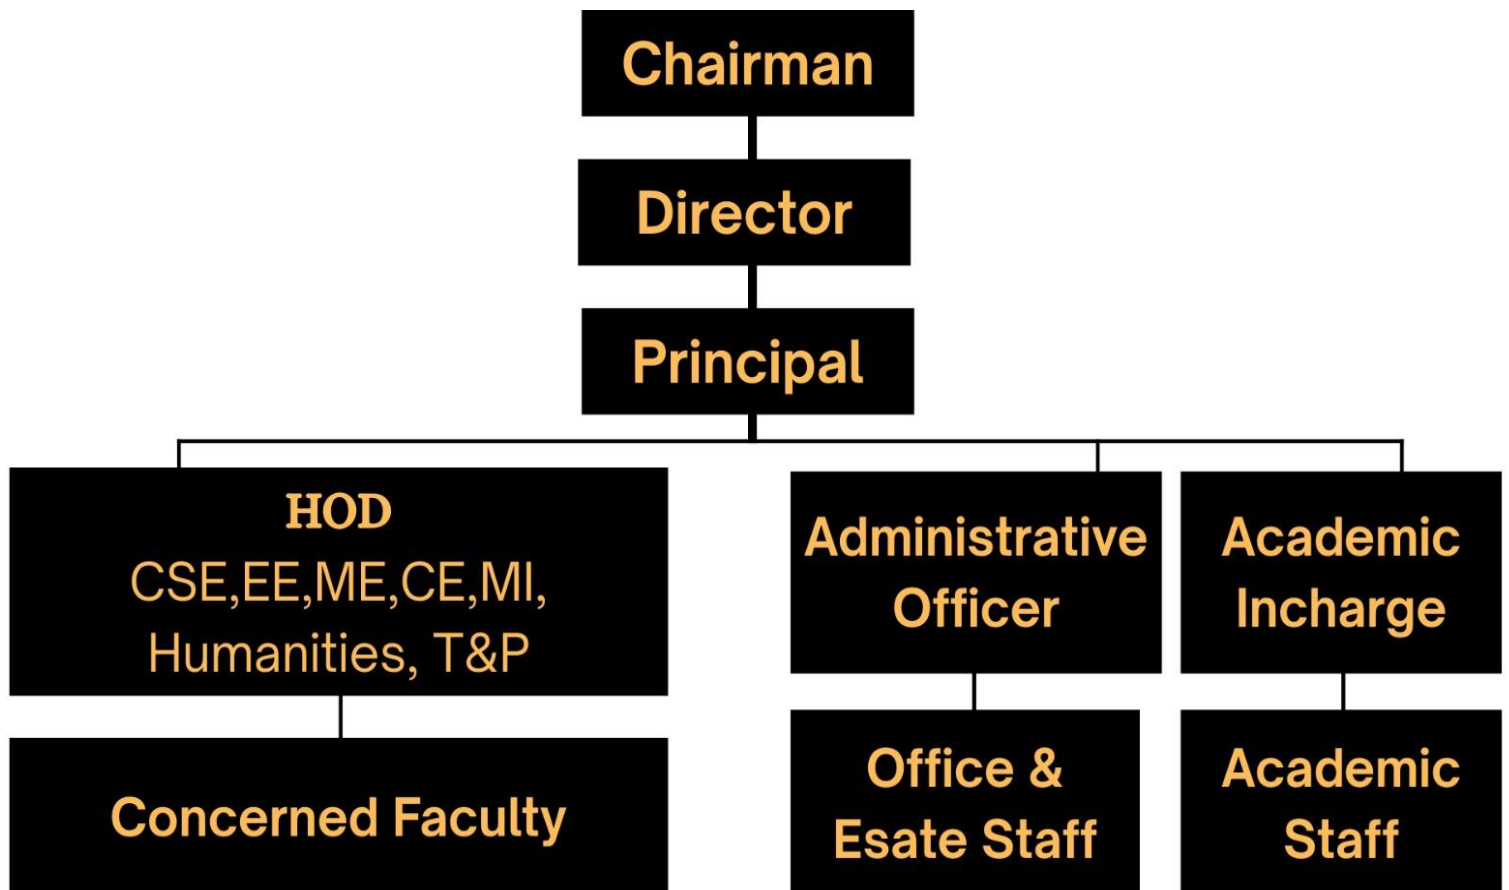 Chairman
Director
Principal
HOD
CSE,EE,ME,CE,MI,
Humanities, T&P
Concerned Faculty
Administrative
Officer
Office &
Esate Staff
Academic
Incharge
Academic
Staff